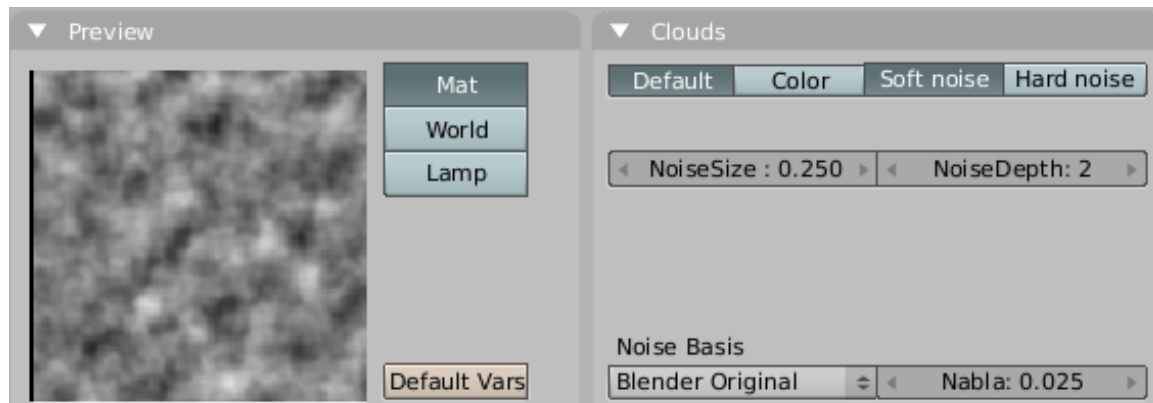 Preview
Mat
World
Lamp
Default Vars
Clouds
Default Color Soft noise Hard noise
NoiseSize : 0.250 NoiseDepth: 2
Noise Basis
Blender Original Nabla: 0.025